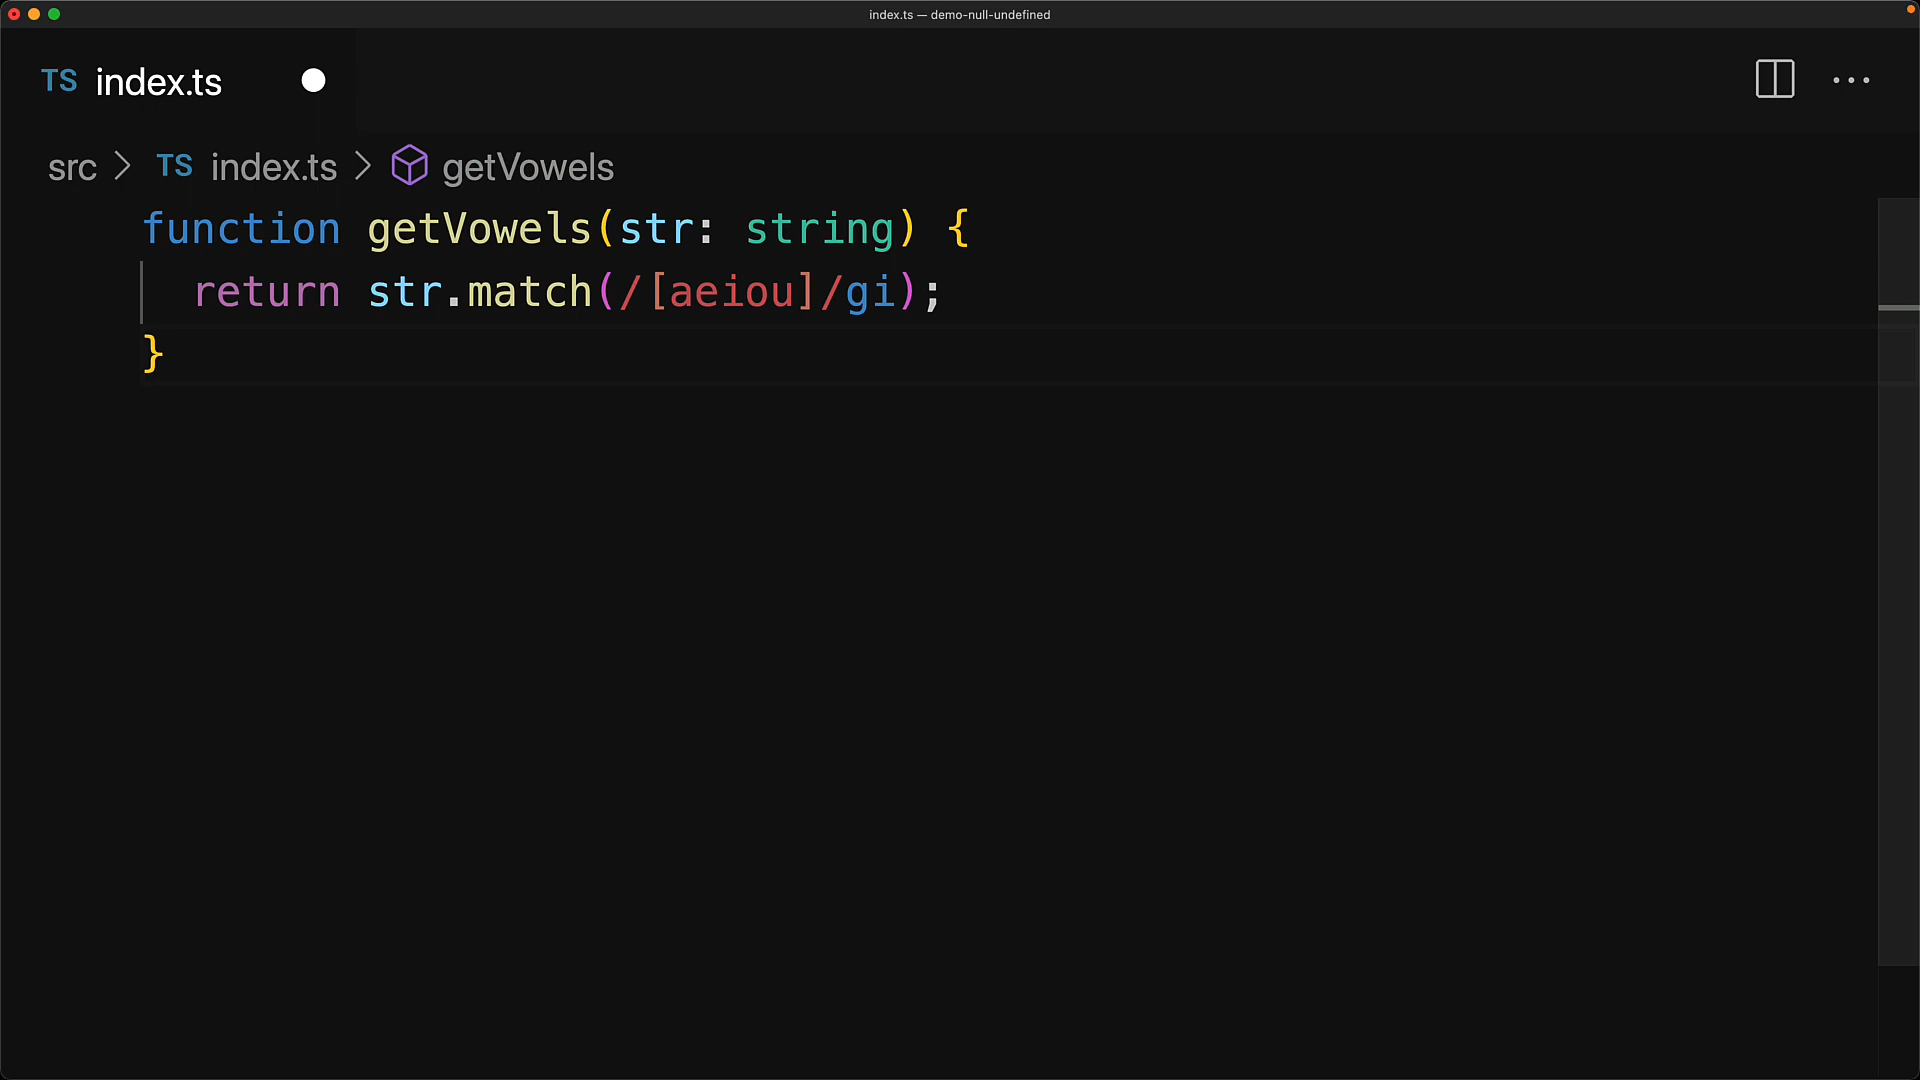 index.ts — demo-null-undefined
TS index.ts
src > TS index.ts > getVowels
function getVowels(str: string) {
  return str.match(/[aeiou]/gi);
}